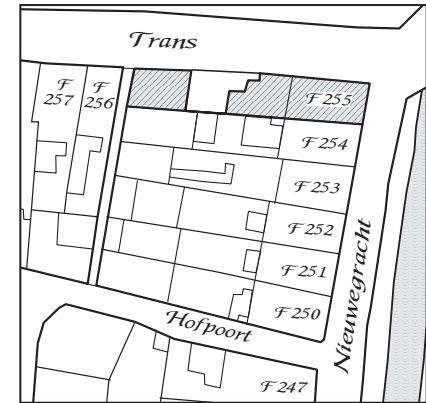 Trans
F
257
F
256
F 255
F 254
F 253
F 252
F 251
F 250
Nieuwegracht
Hofpoort
F 247